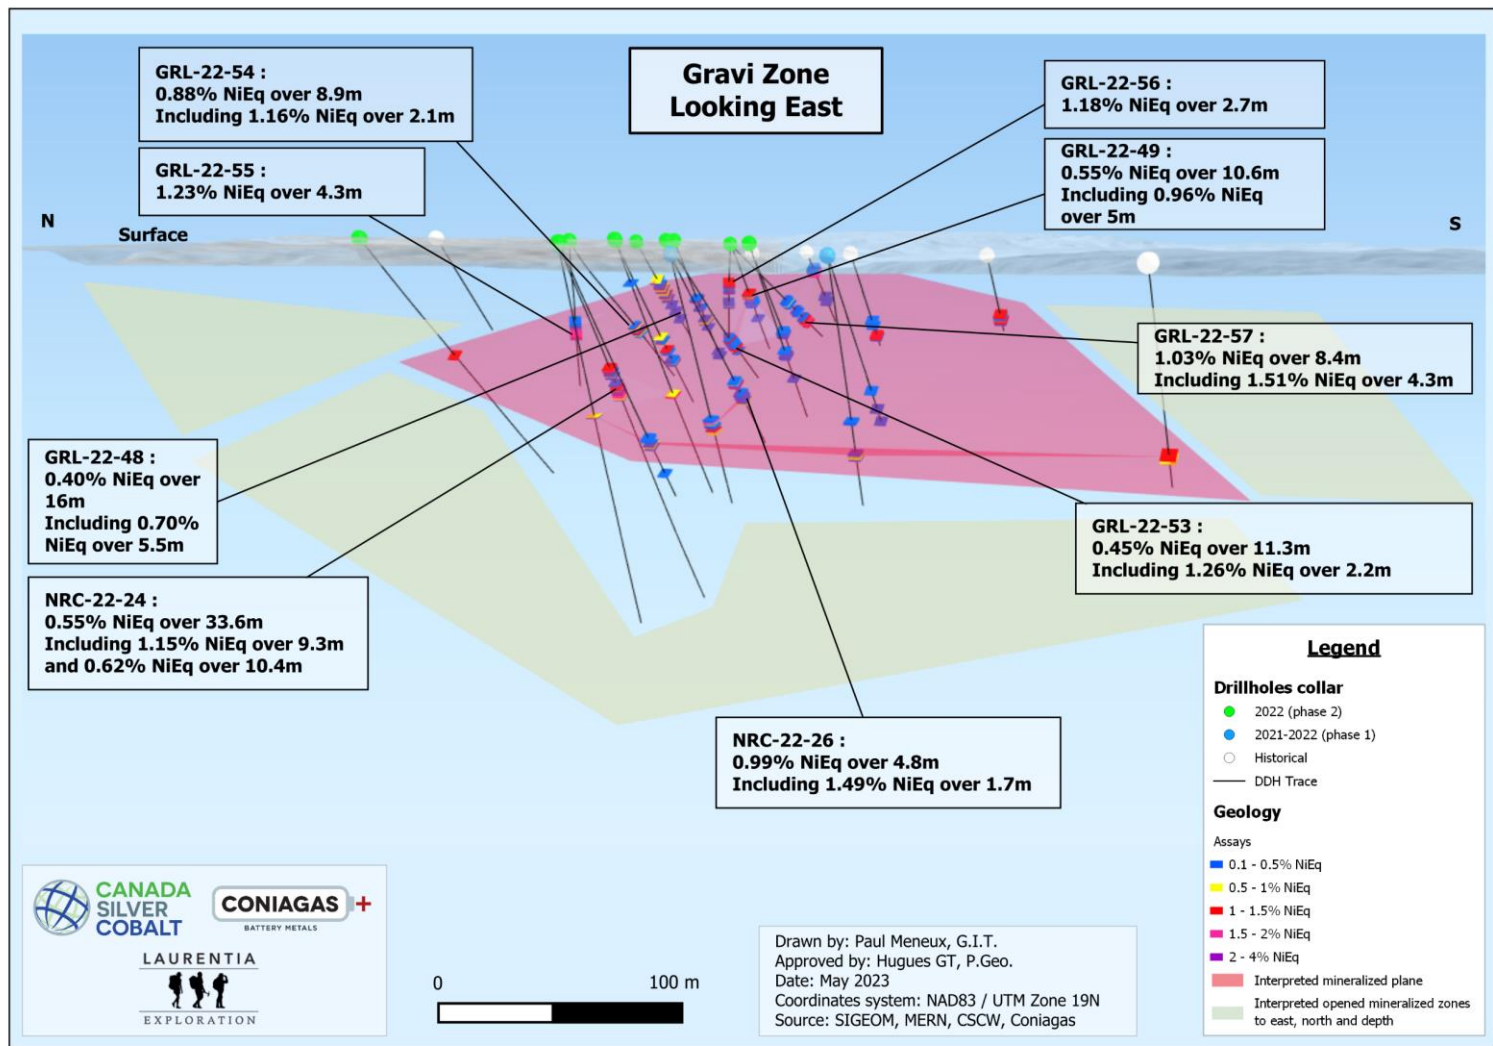 Gravi Zone
Looking East
GRL-22-54 :
0.88% NiEq over 8.9m
Including 1.16% NiEq over 2.1m
GRL-22-55 :
1.23% NiEq over 4.3m
GRL-22-56 :
1.18% NiEq over 2.7m
GRL-22-49 :
0.55% NiEq over 10.6m
Including 0.96% NiEq
over 5m
N
Surface
S
GRL-22-57 :
1.03% NiEq over 8.4m
Including 1.51% NiEq over 4.3m
GRL-22-48 :
0.40% NiEq over
16m
Including 0.70%
NiEq over 5.5m
GRL-22-53 :
0.45% NiEq over 11.3m
Including 1.26% NiEq over 2.2m
NRC-22-24 :
0.55% NiEq over 33.6m
Including 1.15% NiEq over 9.3m
and 0.62% NiEq over 10.4m
NRC-22-26 :
0.99% NiEq over 4.8m
Including 1.49% NiEq over 1.7m
Legend
Drillholes collar
2022 (phase 2)
2021-2022 (phase 1)
Historical
DDH Trace
Geology
Assays
0.1 - 0.5% NiEq
0.5 - 1% NiEq
1 - 1.5% NiEq
1.5 - 2% NiEq
2 - 4% NiEq
Interpreted mineralized plane
Interpreted opened mineralized zones
to east, north and depth
CANADA
SILVER
COBALT
CONIAGAS+
BATTERY METALS
LAURENTIA
EXPLORATION
0 100 m
Drawn by: Paul Meneux, G.I.T.
Approved by: Hugues GT, P.Geo.
Date: May 2023
Coordinates system: NAD83 / UTM Zone 19N
Source: SIGEOM, MERN, CSCW, Coniagas